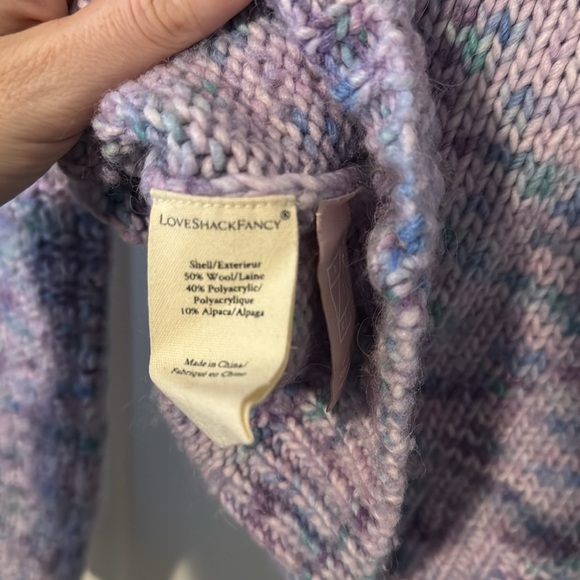 LOVESHACKFANCY®
Shell/Exterieur
50% Wool/Laine
40% Polyacrylic/
Polyacrylique
10% Alpaca/Alpaga
Made in China/
Fabriqué en Chine